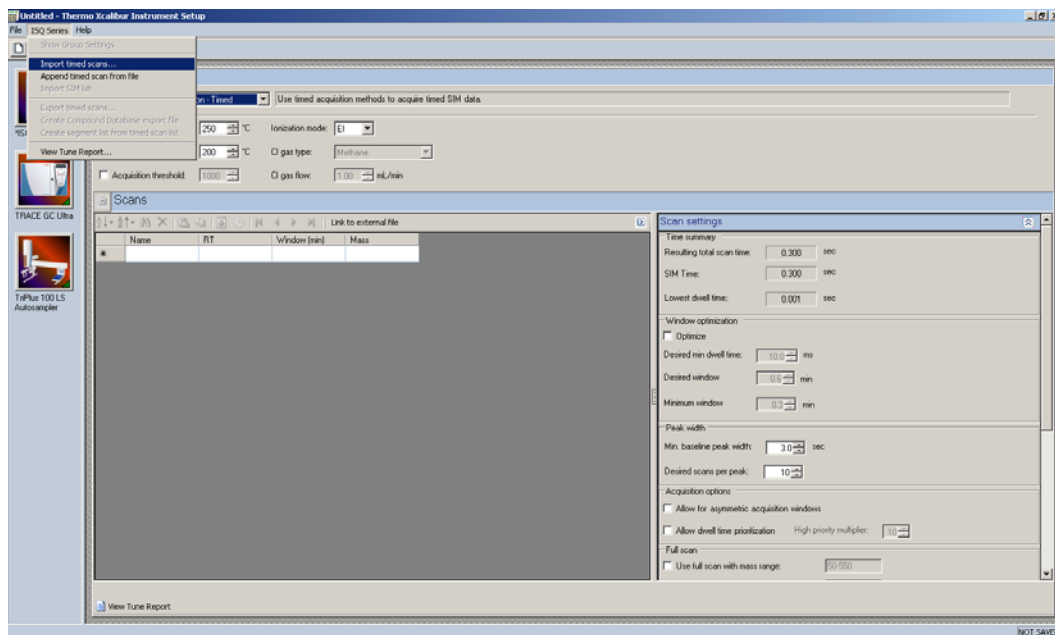 Untitled - Thermo Xcalibur Instrument Setup
File ISQ Series Help
Show Group Settings
Import timed scans...
Append timed scan from file
Import SIM list
Export timed scans...
Create Compound Database export file
Create segment list from timed scan list
View Tune Report...
on - Timed Use timed acquisition methods to acquire timed SIM data.
250 °C Ionization mode: EI
200 °C CI gas type: Methane
Acquisition threshold: 1000 CI gas flow: 1.00 mL/min
TRACE GC Ultra
TriPlus 100 LS
Autosampler
Scans
Link to external file
Name RT Window (min) Mass
Scan settings
Time summary
Resulting total scan time: 0.300 sec
SIM Time: 0.300 sec
Lowest dwell time: 0.001 sec
Window optimization
Optimize
Desired min dwell time: 10.0 ms
Desired window 0.6 min
Minimum window 0.3 min
Peak width
Min. baseline peak width: 3.0 sec
Desired scans per peak: 10
Acquisition options
Allow for asymmetric acquisition windows
Allow dwell time prioritization High priority multiplier: 10
Full scan
Use full scan with mass range: 50-550
View Tune Report
NOT SAVED